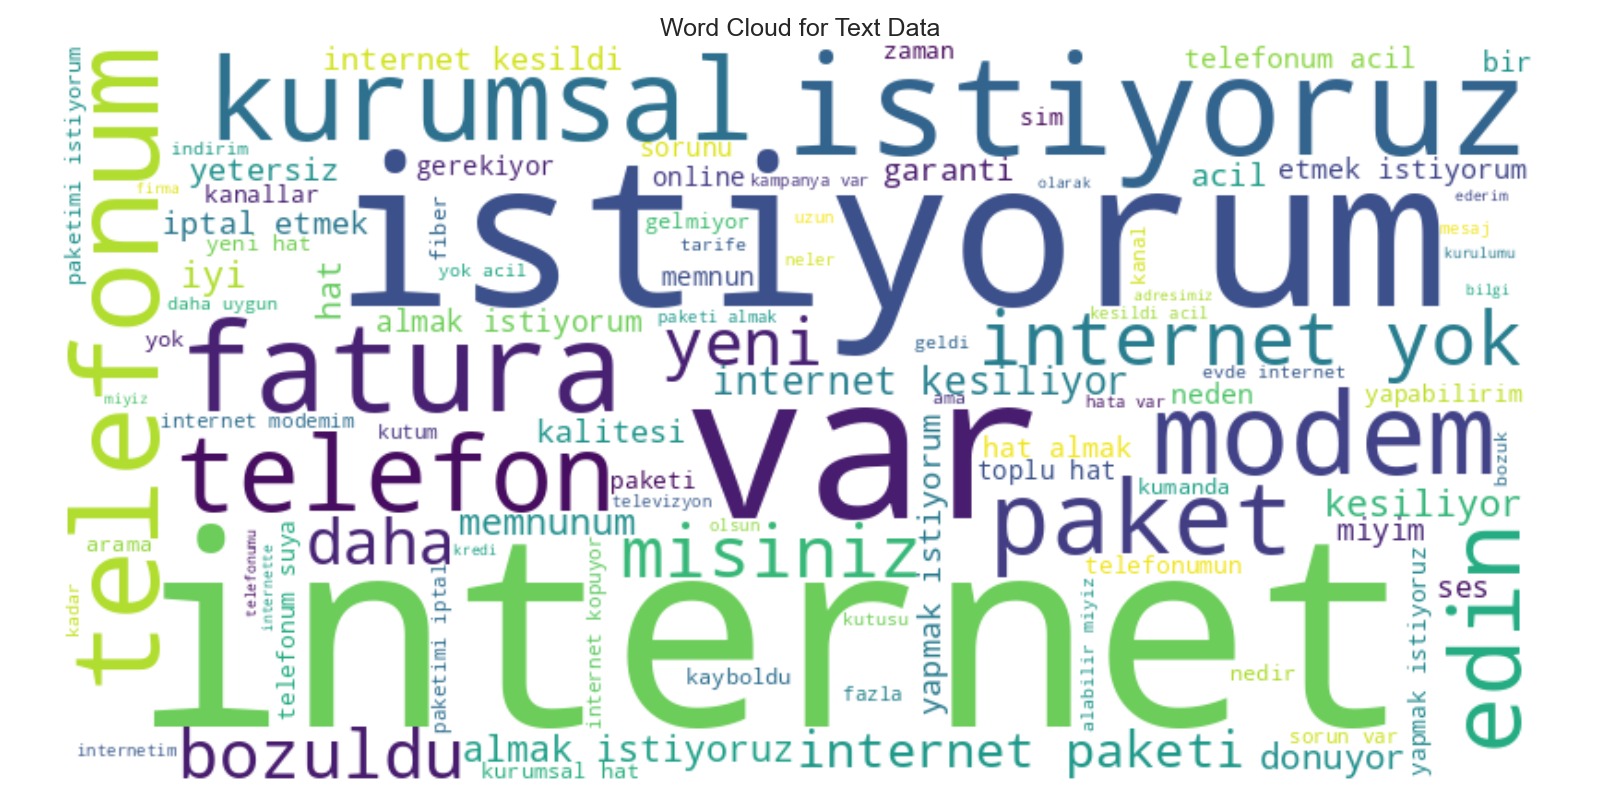 Word Cloud for Text Data
paketimi istiyorum
telefonum
internet kesildi
zaman
telefonum acil
bir
kurumsal
istiyoruz
sim
indirim
sorunu
yetersiz
gerekiyor
online
kampanya var
garanti
olarak
acil
etmek istiyorum
firma
kanallar
istiyorum
ederim
iptal etmek
fiber
gelmiyor
uzun
kanal
mesaj
yeni hat
tarife
kurulumu
iyi
hat
yok acil
memnun
neler
adresimiz
bilgi
daha uygun
almak istiyorum
paketi almak
kesildi acil
yok
fatura
yeni
geldi
internet yok
internet kesiliyor
evde internet
miyiz
var
ama
hata var
neden
yapabilirim
internet modemim
kutum
kalitesi
yapmak istiyorum
hat almak
modem
bozuk
telefon
paketi
toplu hat
televizyon
paket
kumanda
kesiliyor
memnunum
olsun
miyim
arama
daha
kredi
misiniz
telefonumun
edin
kadar
telefonumu
internette
telefonum suya
paketimi iptal
internet kopuyor
internet
kutusu
alabilir miyiz
yapmak istiyoruz
ses
kayboldu
fazla
nedir
internetim
bozuldu
almak istiyoruz
internet paketi
sorun var
donuyor
kurumsal hat